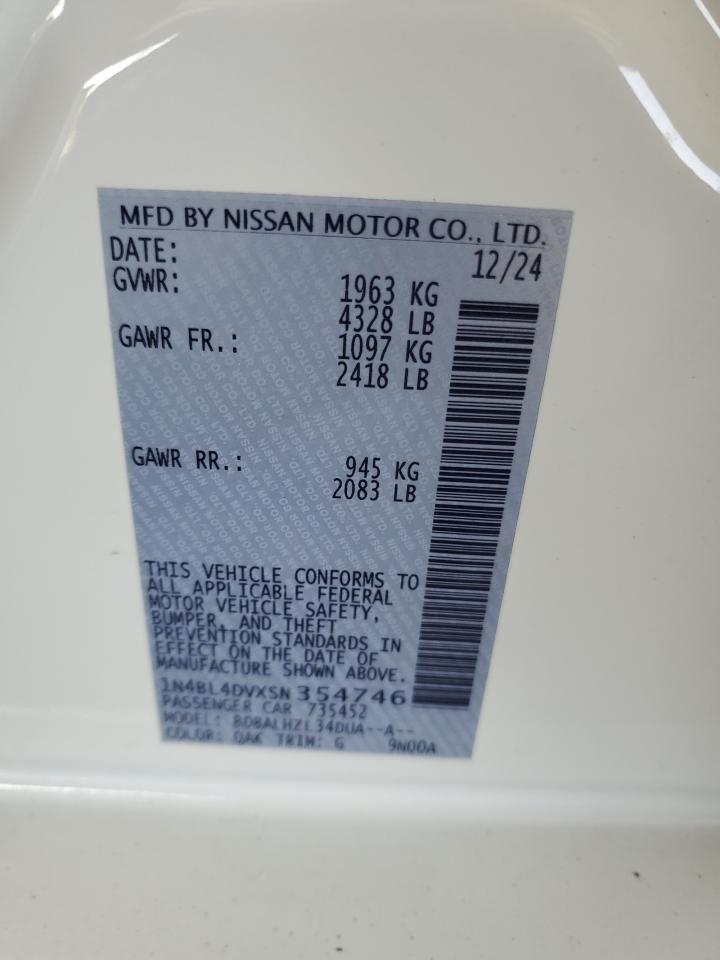 MFD BY NISSAN MOTOR CO., LTD.
DATE: 12/24
GVWR: 1963 KG
4328 LB
GAWR FR.: 1097 KG
2418 LB
GAWR RR.: 945 KG
2083 LB
THIS VEHICLE CONFORMS TO
ALL APPLICABLE FEDERAL
MOTOR VEHICLE SAFETY,
BUMPER, AND THEFT
PREVENTION STANDARDS IN
EFFECT ON THE DATE OF
MANUFACTURE SHOWN ABOVE.
1N4BL4DVXSN354746
PASSENGER CAR 735452
MODEL:
COLOR: QAK TRIM: G 9N00A